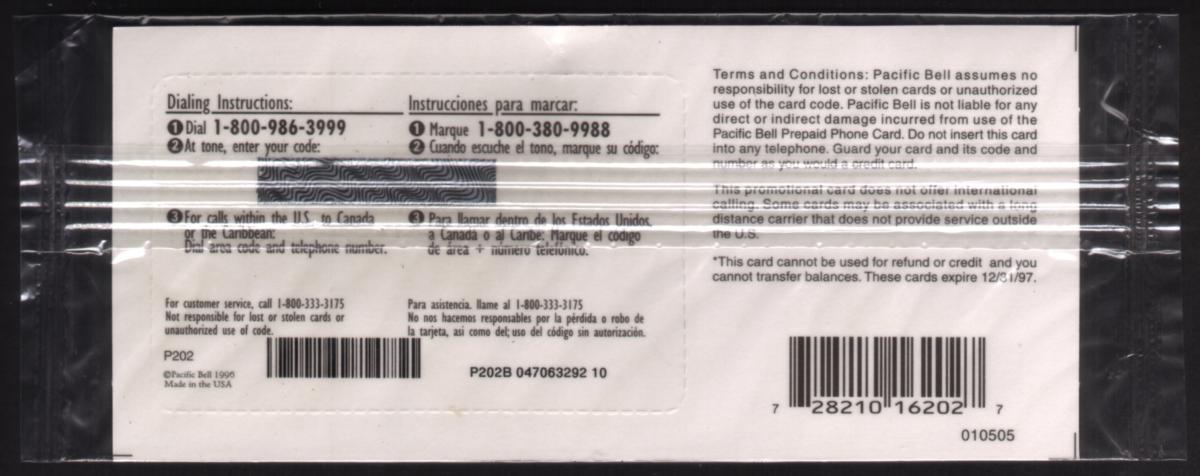 Dialing Instructions:
❶ Dial 1-800-986-3999
❷ At tone, enter your code:
❸ For calls within the U.S. to Canada
or the Caribbean:
Dial area code and telephone number.
For customer service, call 1-800-333-3175
Not responsible for lost or stolen cards or
unauthorized use of code.
P202
©Pacific Bell 1996
Made in the USA
Instrucciones para marcar:
❶ Marque 1-800-380-9988
❷ Cuando escuche el tono, marque su código:
❸ Para llamar dentro de los Estados Unidos,
a Canada o al Caribe: Marque el código
de área + número telefónico.
Para asistencia. llame al 1-800-333-3175
No nos hacemos responsables por la pérdida o robo de
la tarjeta, asi como del; uso del código sin autorización.
P202B 047063292 10
Terms and Conditions: Pacific Bell assumes no
responsibility for lost or stolen cards or unauthorized
use of the card code. Pacific Bell is not liable for any
direct or indirect damage incurred from use of the
Pacific Bell Prepaid Phone Card. Do not insert this card
into any telephone. Guard your card and its code and
number as you would a credit card.
This promotional card does not offer international
calling. Some cards may be associated with a long
distance carrier that does not provide service outside
the U.S.
*This card cannot be used for refund or credit and you
cannot transfer balances. These cards expire 12/31/97.
7 28210 16202 7
010505